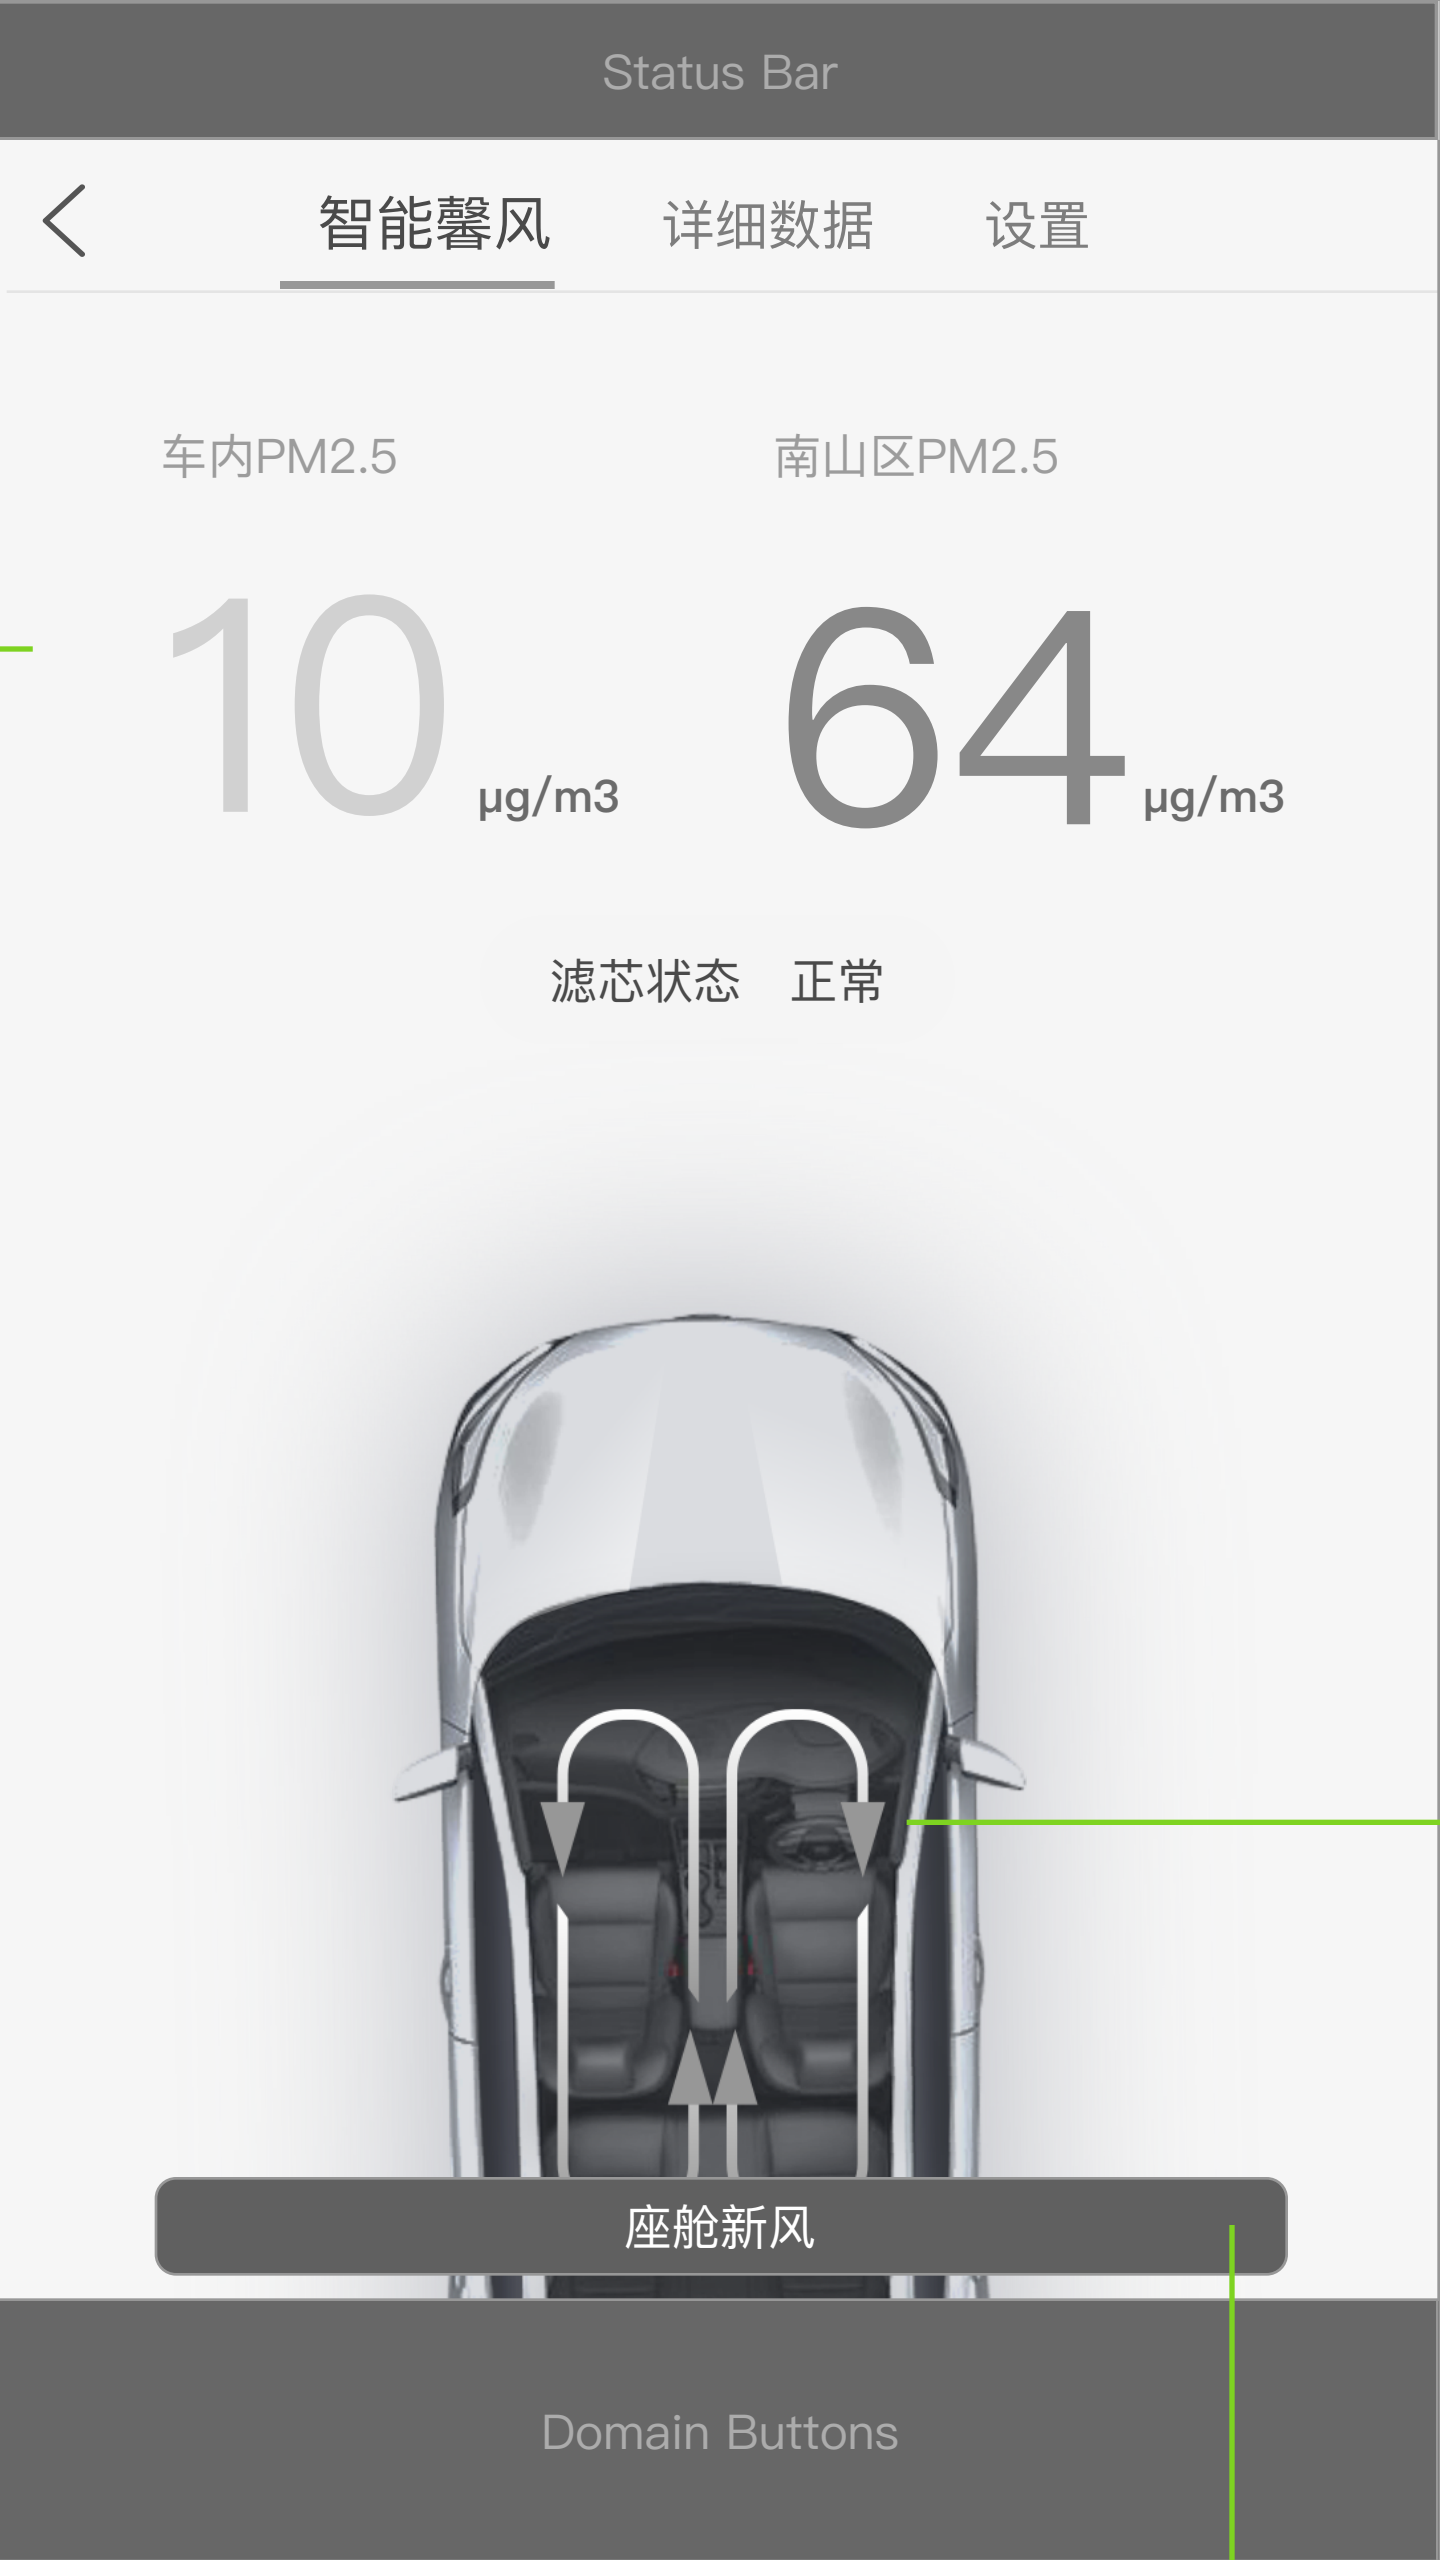 Status Bar
智能馨风 详细数据 设置
车内PM2.5 南山区PM2.5
10 μg/m3 64 μg/m3
滤芯状态 正常
座舱新风
Domain Buttons